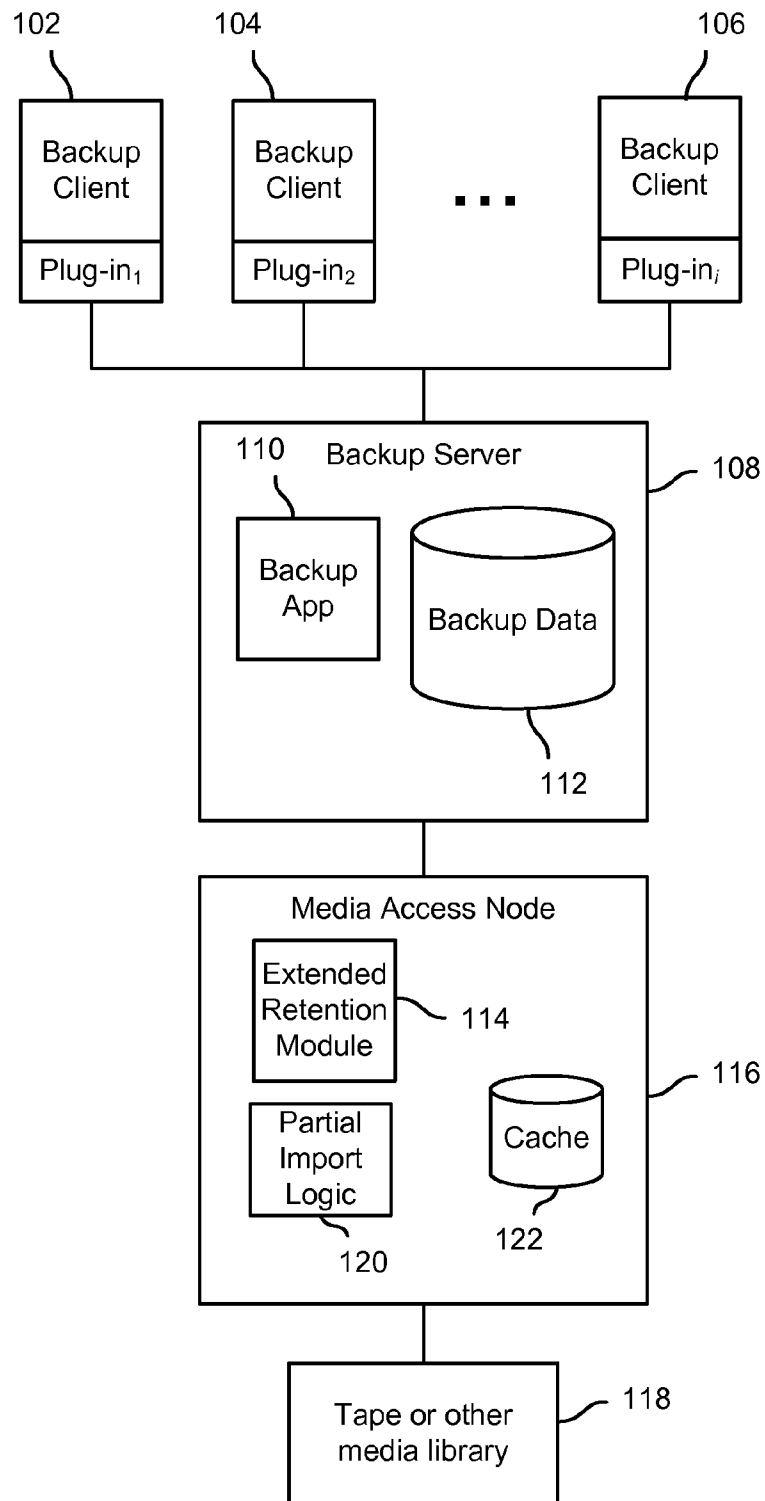 102
104
106
Backup
Client
Backup
Client
Backup
Client
...
Plug-in1
Plug-in2
Plug-ini
110
Backup Server
108
Backup
App
Backup Data
112
Media Access Node
Extended
Retention
Module
114
116
Partial
Import
Logic
Cache
120
122
Tape or other
media library
118